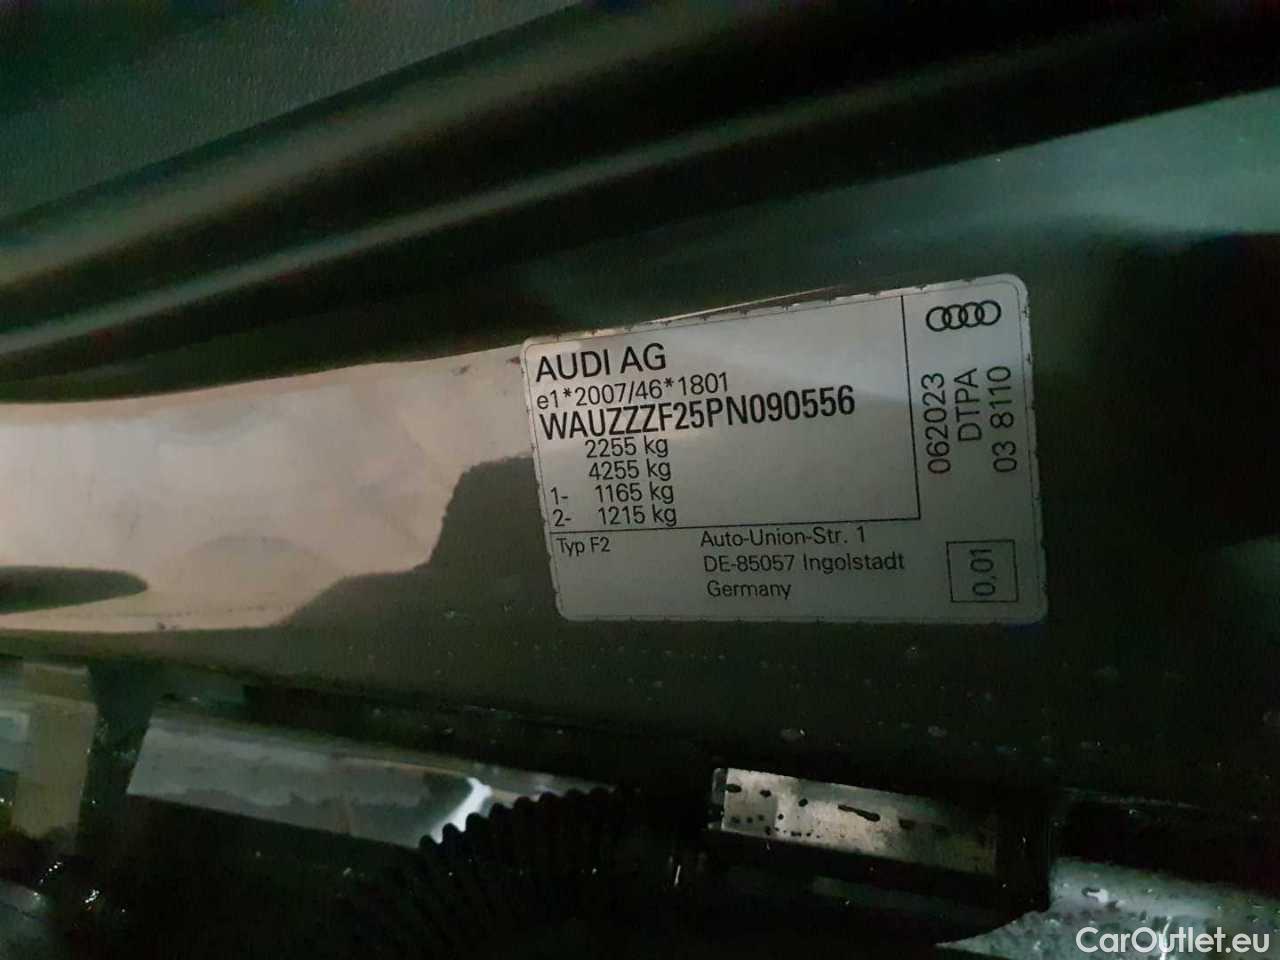 AUDI AG
e1*2007/46*1801
WAUZZZF25PN090556
2255 kg
4255 kg
1- 1165 kg
2- 1215 kg
Typ F2
Auto-Union-Str. 1
DE-85057 Ingolstadt
Germany
062023
DTPA
03 8110
0,01
CarOutlet.eu